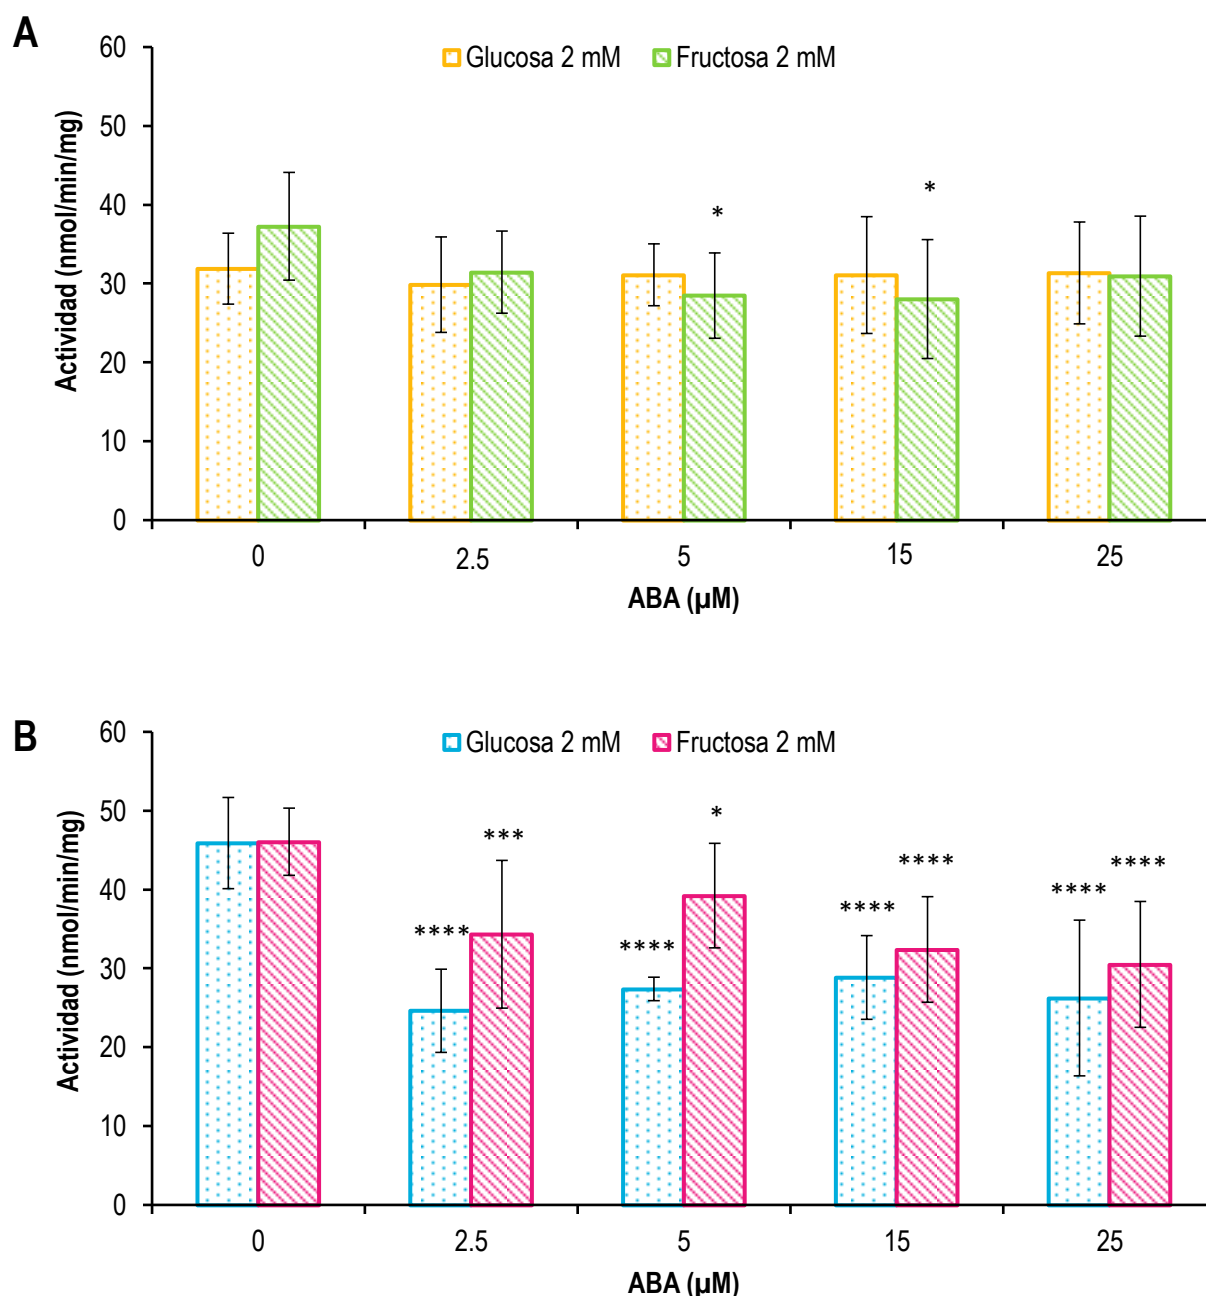 A
Glucosa 2 mM Fructosa 2 mM
Actividad (nmol/min/mg)
60
50
40
30
20
10
0
* *
0 2.5 5 15 25
ABA (µM)
B
Glucosa 2 mM Fructosa 2 mM
Actividad (nmol/min/mg)
60
50
40
30
20
10
0
**** *** **** * **** **** **** ****
0 2.5 5 15 25
ABA (µM)